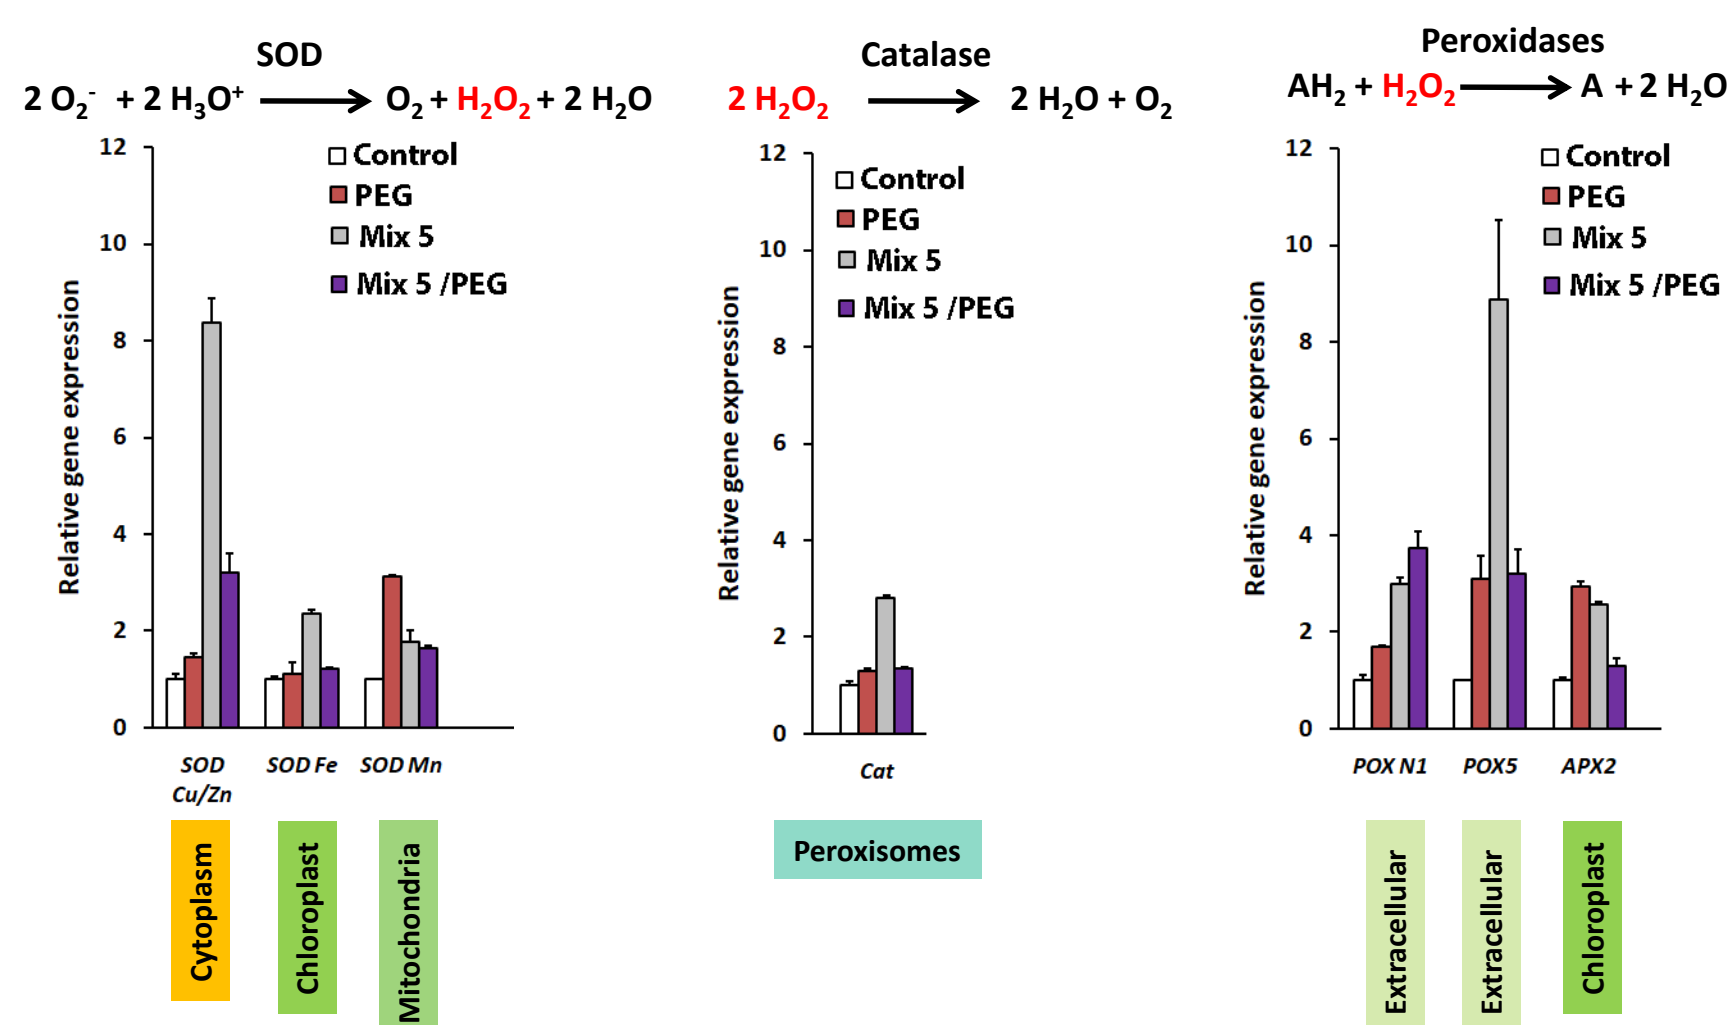 SOD
2 O₂⁻ + 2 H₃O⁺ → O₂ + H₂O₂ + 2 H₂O
12
10
8
6
4
2
0
Relative gene expression
Control
PEG
Mix 5
Mix 5 /PEG
SOD
Cu/Zn
SOD Fe
SOD Mn
Cytoplasm
Chloroplast
Mitochondria
Catalase
2 H₂O₂ → 2 H₂O + O₂
12
10
8
6
4
2
0
Relative gene expression
Control
PEG
Mix 5
Mix 5 /PEG
Cat
Peroxisomes
Peroxidases
AH₂ + H₂O₂ → A + 2 H₂O
12
10
8
6
4
2
0
Relative gene expression
Control
PEG
Mix 5
Mix 5 /PEG
POX N1
POX5
APX2
Extracellular
Extracellular
Chloroplast